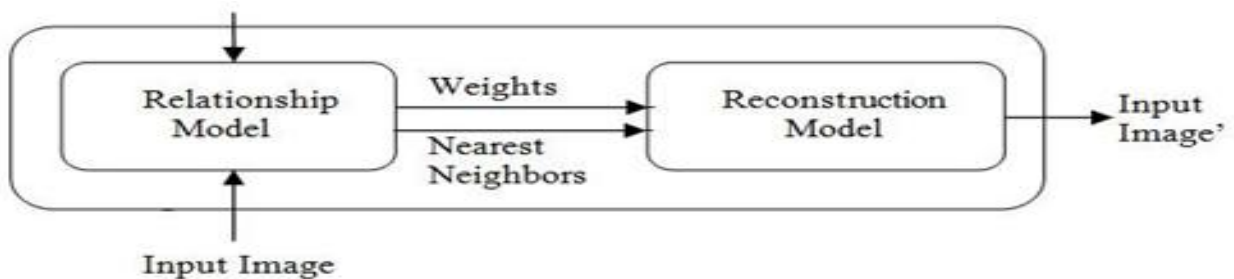 Relationship
Model
Weights
Nearest
Neighbors
Reconstruction
Model
Input
Image’
Input Image